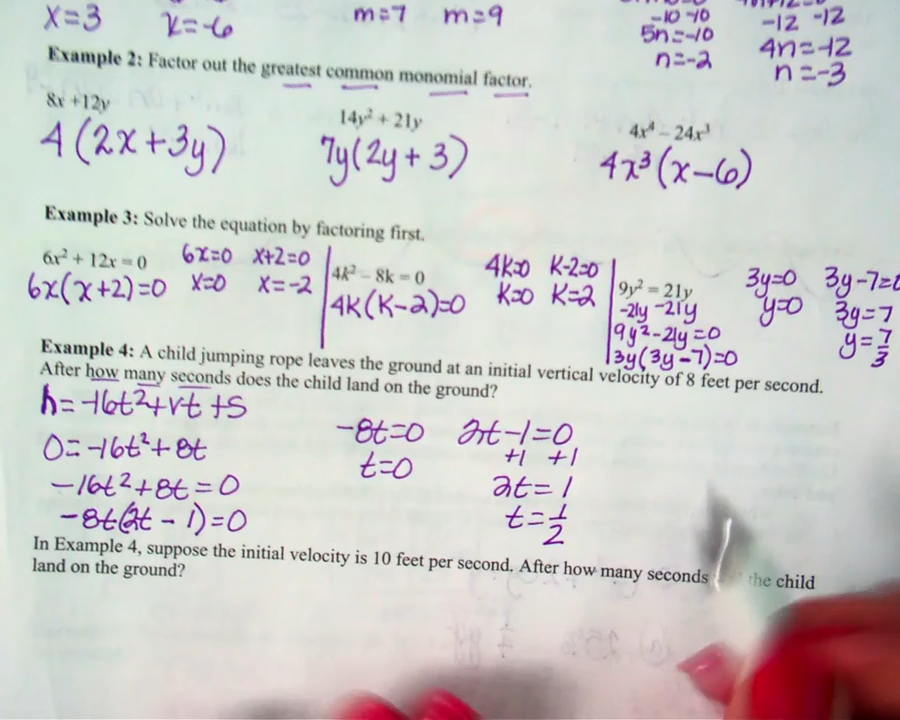 x=3 k=-6 m=7 m=9 -10 -10 -12 -12
5n=-10 4n=-12
n=-2 n=-3
Example 2: Factor out the greatest common monomial factor.
8x +12y 14y² + 21y 4x⁴ – 24x³
4(2x+3y) 7y(2y+3) 4x³(x-6)
Example 3: Solve the equation by factoring first.
6x² + 12x = 0 6x=0 x+2=0
6x(x+2)=0 x=0 x=-2
4k² – 8k = 0 4k=0 k-2=0
4k(k-2)=0 k=0 k=2
9y² = 21y 3y=0 3y-7=0
-21y -21y y=0 3y=7
9y²-21y=0 y=7/3
3y(3y-7)=0
Example 4: A child jumping rope leaves the ground at an initial vertical velocity of 8 feet per second.
After how many seconds does the child land on the ground?
h=-16t²+vt+s
0=-16t²+8t -8t=0 2t-1=0
t=0 +1 +1
-16t²+8t=0 2t=1
-8t(2t-1)=0 t=1/2
In Example 4, suppose the initial velocity is 10 feet per second. After how many seconds the child
land on the ground?